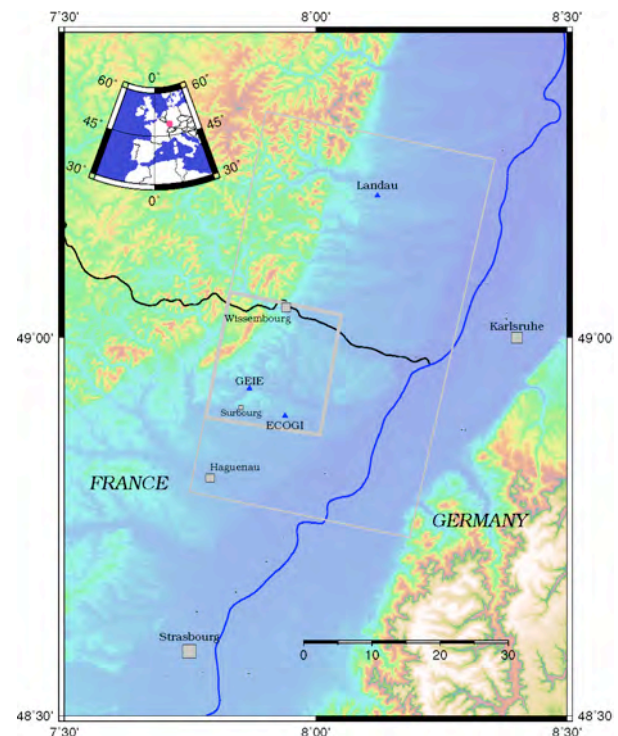 7°30' 8°00' 8°30'
0°
60° 60°
45° 45°
30° 30°
0°
Landau
Wissembourg
Karlsruhe
49°00' 49°00'
GEIE
Surbourg
ECOGI
Haguenau
FRANCE
GERMANY
Strasbourg
0 10 20 30
48°30' 48°30'
7°30' 8°00' 8°30'